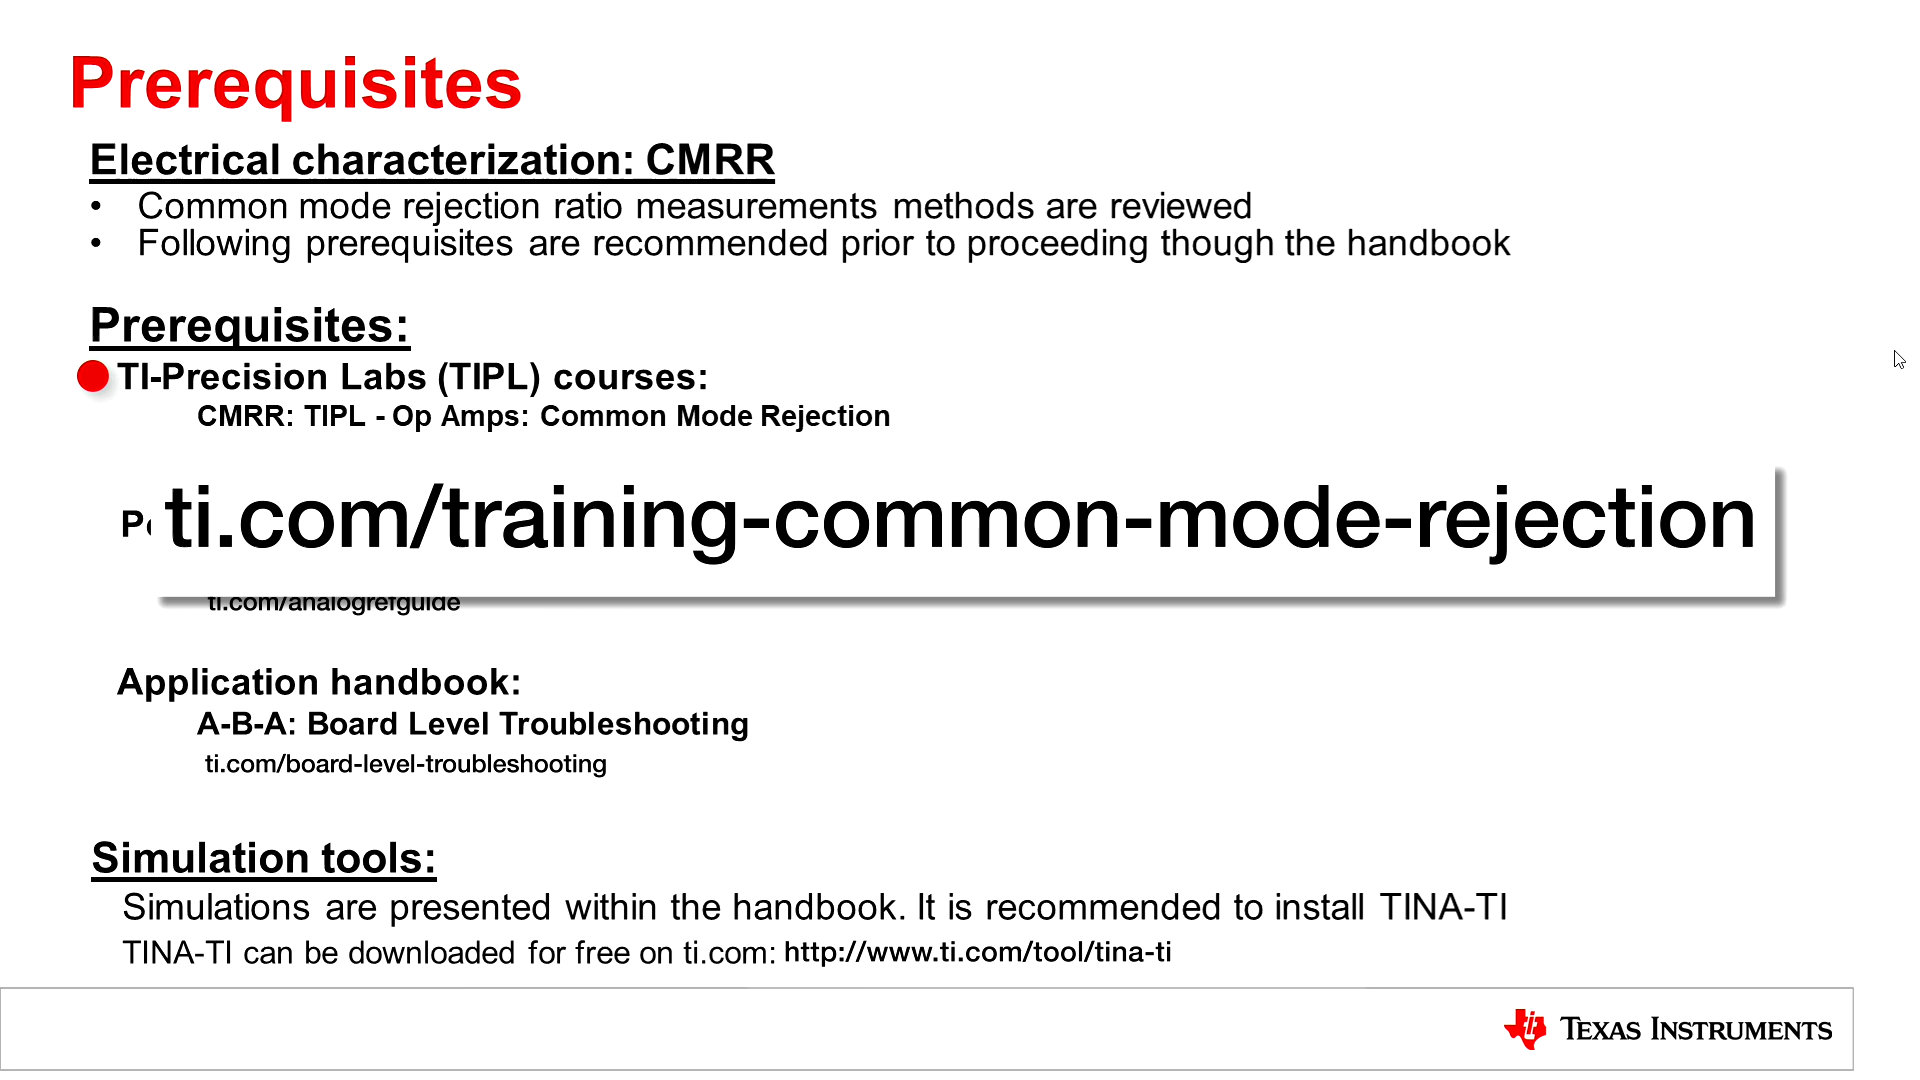 Prerequisites
Electrical characterization: CMRR
• Common mode rejection ratio measurements methods are reviewed
• Following prerequisites are recommended prior to proceeding though the handbook
Prerequisites:
TI-Precision Labs (TIPL) courses:
CMRR: TIPL - Op Amps: Common Mode Rejection
ti.com/training-common-mode-rejection
ti.com/analogrefguide
Application handbook:
A-B-A: Board Level Troubleshooting
ti.com/board-level-troubleshooting
Simulation tools:
Simulations are presented within the handbook. It is recommended to install TINA-TI
TINA-TI can be downloaded for free on ti.com: http://www.ti.com/tool/tina-ti
TEXAS INSTRUMENTS